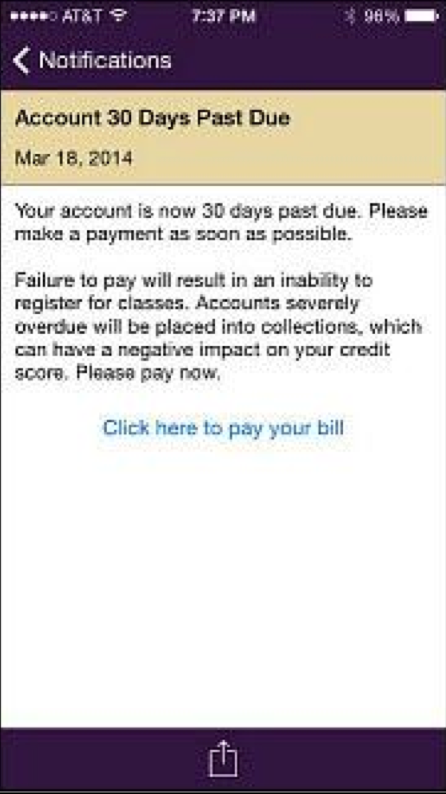 AT&T 7:37 PM 96%
Notifications
Account 30 Days Past Due
Mar 18, 2014
Your account is now 30 days past due. Please
make a payment as soon as possible.
Failure to pay will result in an inability to
register for classes. Accounts severely
overdue will be placed into collections, which
can have a negative impact on your credit
score. Please pay now.
Click here to pay your bill